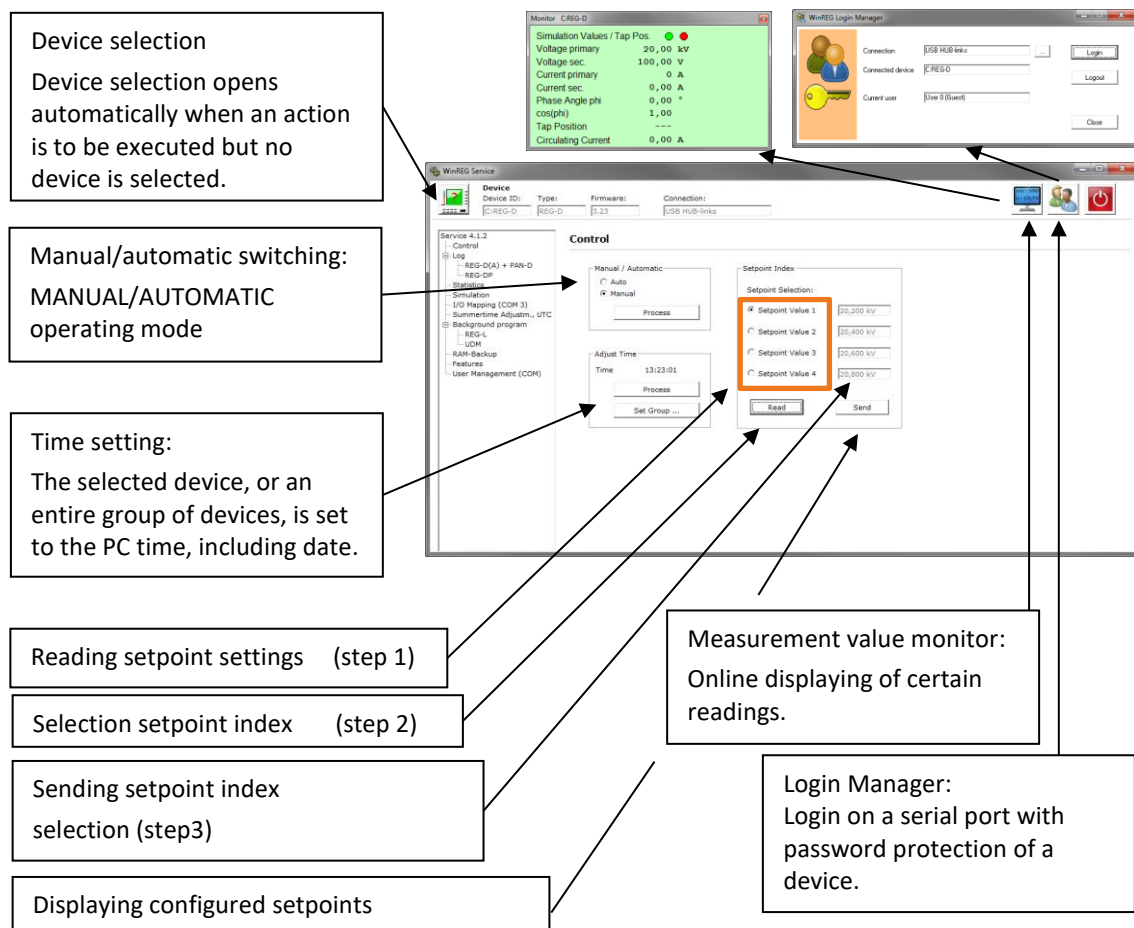 Device selection
Device selection opens
automatically when an action
is to be executed but no
device is selected.
Monitor C:REG-D
Simulation Values / Tap Pos.
Voltage primary 20,00 kV
Voltage sec. 100,00 V
Current primary 0 A
Current sec. 0,00 A
Phase Angle phi 0,00 °
cos(phi) 1,00
Tap Position ---
Circulating Current 0,00 A
WinREG Login Manager
Connection USB HUB-links ... Login
Connected device C:REG-D
Logout
Current user User 0 (Guest)
Close
WinREG Service
Device
Device ID: Type: Firmware: Connection:
C:REG-D REG-D 3.23 USB HUB-links
Manual/automatic switching:
MANUAL/AUTOMATIC
operating mode
Service 4.1.2
Control
Log
REG-D(A) + PAN-D
REG-DP
Statistics
Simulation
I/O Mapping (COM 3)
Summertime Adjustm., UTC
Background program
REG-L
UDM
RAM-Backup
Features
User Management (COM)
Control
Manual / Automatic
Auto
Manual
Process
Adjust Time
Time 13:23:01
Process
Set Group ...
Setpoint Index
Setpoint Selection:
Setpoint Value 1 20,200 kV
Setpoint Value 2 20,400 kV
Setpoint Value 3 20,600 kV
Setpoint Value 4 20,800 kV
Read Send
Time setting:
The selected device, or an
entire group of devices, is set
to the PC time, including date.
Reading setpoint settings (step 1)
Selection setpoint index (step 2)
Sending setpoint index
selection (step3)
Displaying configured setpoints
Measurement value monitor:
Online displaying of certain
readings.
Login Manager:
Login on a serial port with
password protection of a
device.